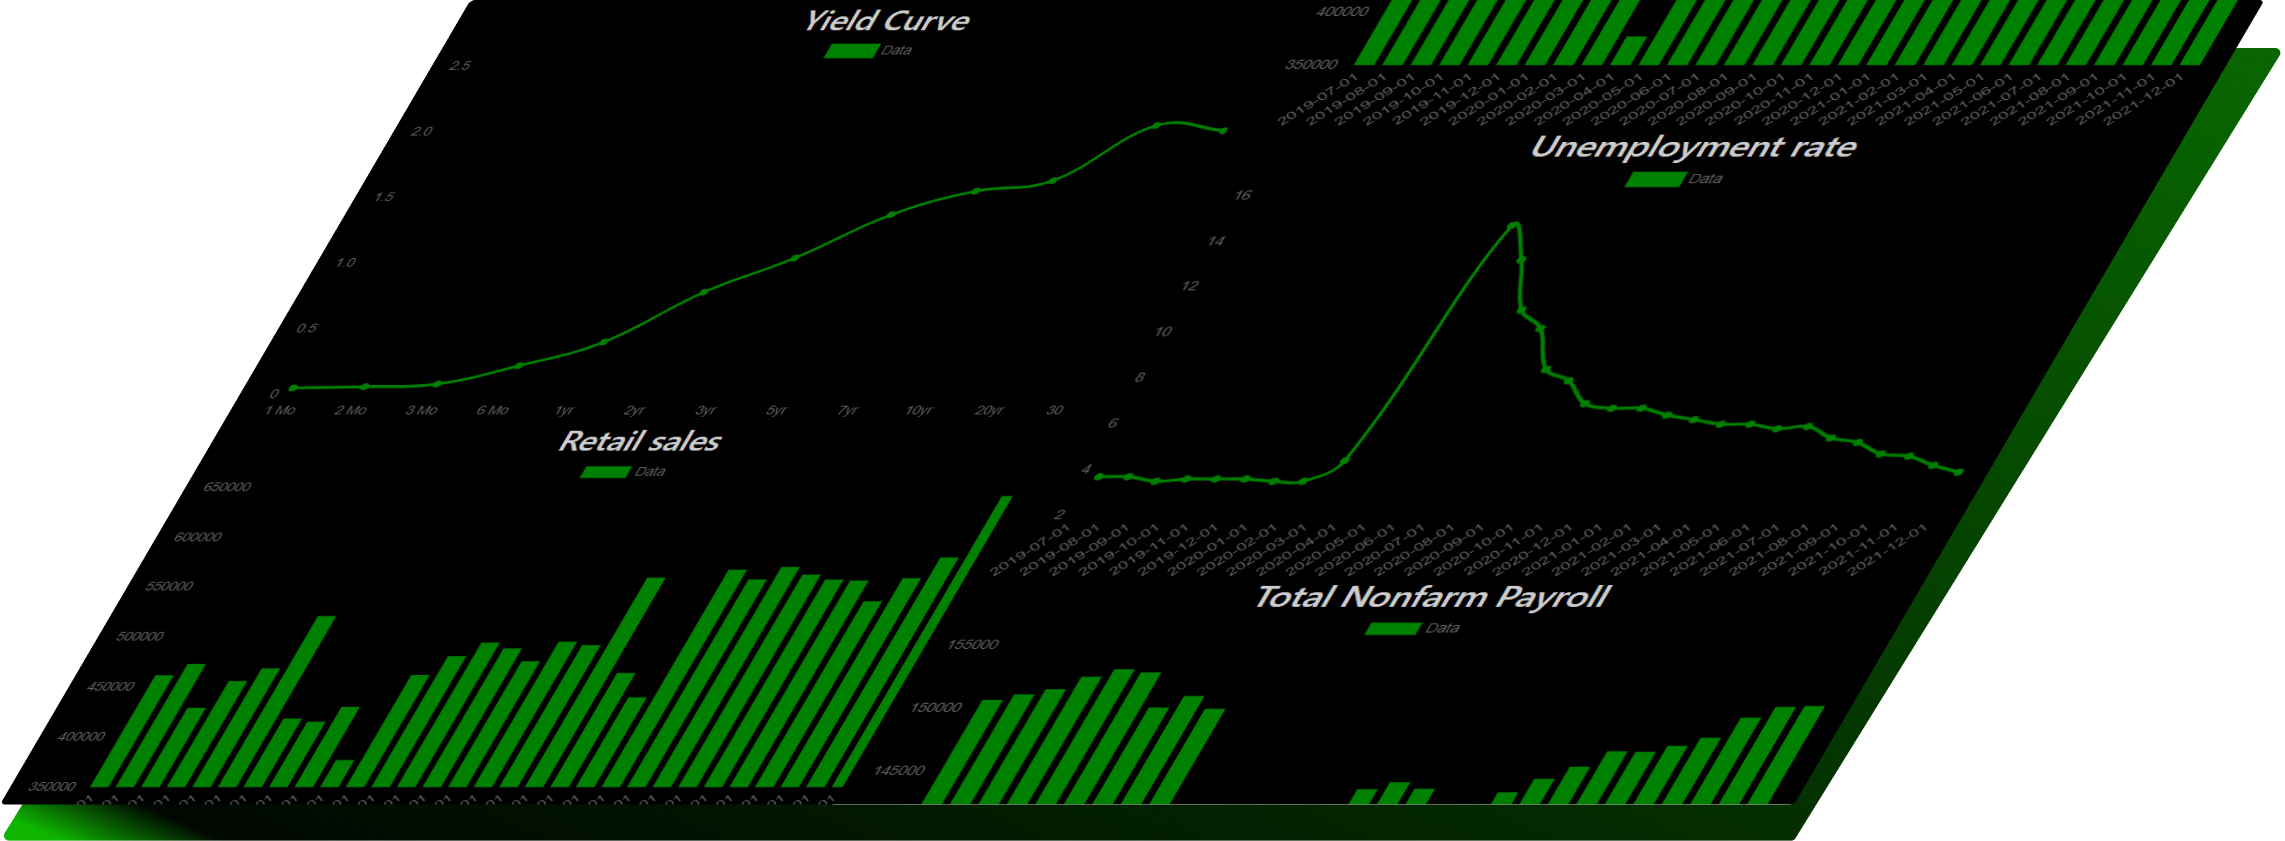 Yield Curve
Data
2.5
2.0
1.5
1.0
0.5
0
1 Mo 2 Mo 3 Mo 6 Mo 1yr 2yr 3yr 5yr 7yr 10yr 20yr 30
Retail sales
Data
650000
600000
550000
500000
450000
400000
350000
400000
350000
2019-07-01 2019-08-01 2019-09-01 2019-10-01 2019-11-01 2019-12-01 2020-01-01 2020-02-01 2020-03-01 2020-04-01 2020-05-01 2020-06-01 2020-07-01 2020-08-01 2020-09-01 2020-10-01 2020-11-01 2020-12-01 2021-01-01 2021-02-01 2021-03-01 2021-04-01 2021-05-01 2021-06-01 2021-07-01 2021-08-01 2021-09-01 2021-10-01 2021-11-01 2021-12-01
Unemployment rate
Data
16
14
12
10
8
6
4
2
2019-07-01 2019-08-01 2019-09-01 2019-10-01 2019-11-01 2019-12-01 2020-01-01 2020-02-01 2020-03-01 2020-04-01 2020-05-01 2020-06-01 2020-07-01 2020-08-01 2020-09-01 2020-10-01 2020-11-01 2020-12-01 2021-01-01 2021-02-01 2021-03-01 2021-04-01 2021-05-01 2021-06-01 2021-07-01 2021-08-01 2021-09-01 2021-10-01 2021-11-01 2021-12-01
Total Nonfarm Payroll
Data
155000
150000
145000